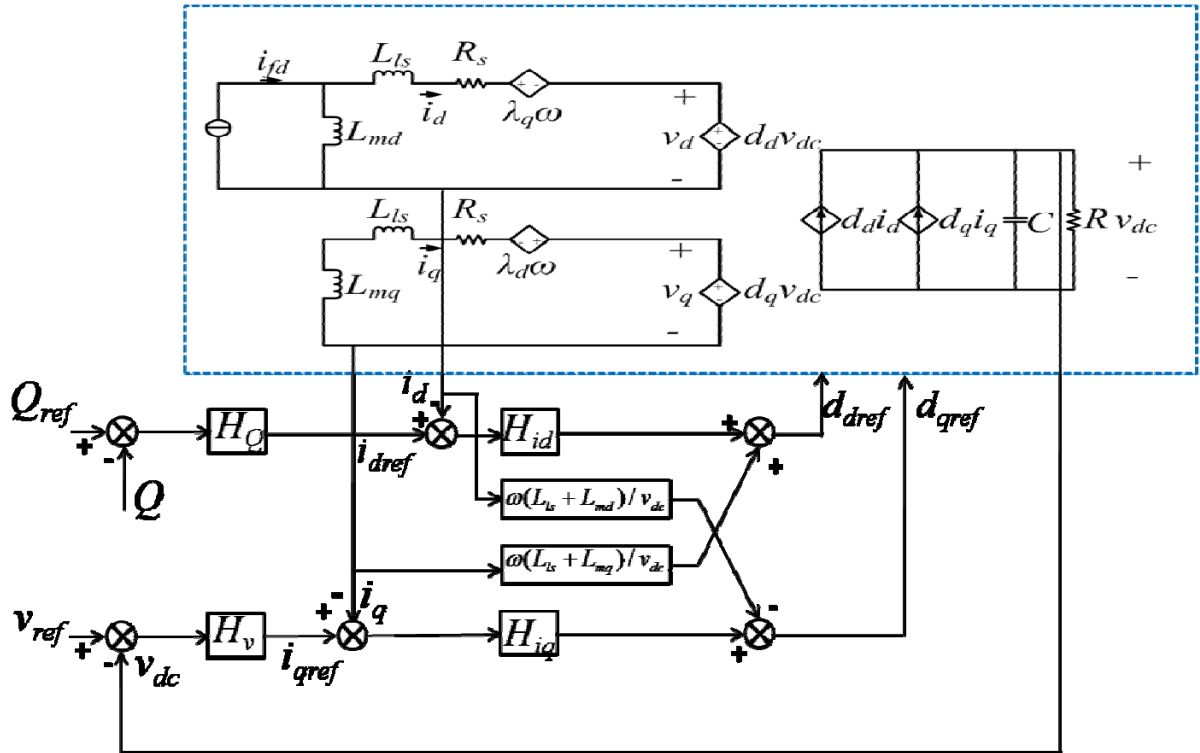 i_fd
L_ls
R_s
i_d
λ_qω
L_md
+
v_d
-
d_d v_dc
L_ls
R_s
i_q
λ_dω
L_mq
+
v_q
-
d_q v_dc
d_d i_d
d_q i_q
C
R
+
v_dc
-
Q_ref
+
-
Q
H_Q
i_dref
+
-
i_d
H_id
+
+
d_dref
d_qref
ω(L_ls + L_md) / v_dc
ω(L_ls + L_mq) / v_dc
v_ref
+
-
v_dc
H_v
i_qref
+
-
i_q
H_iq
+
-